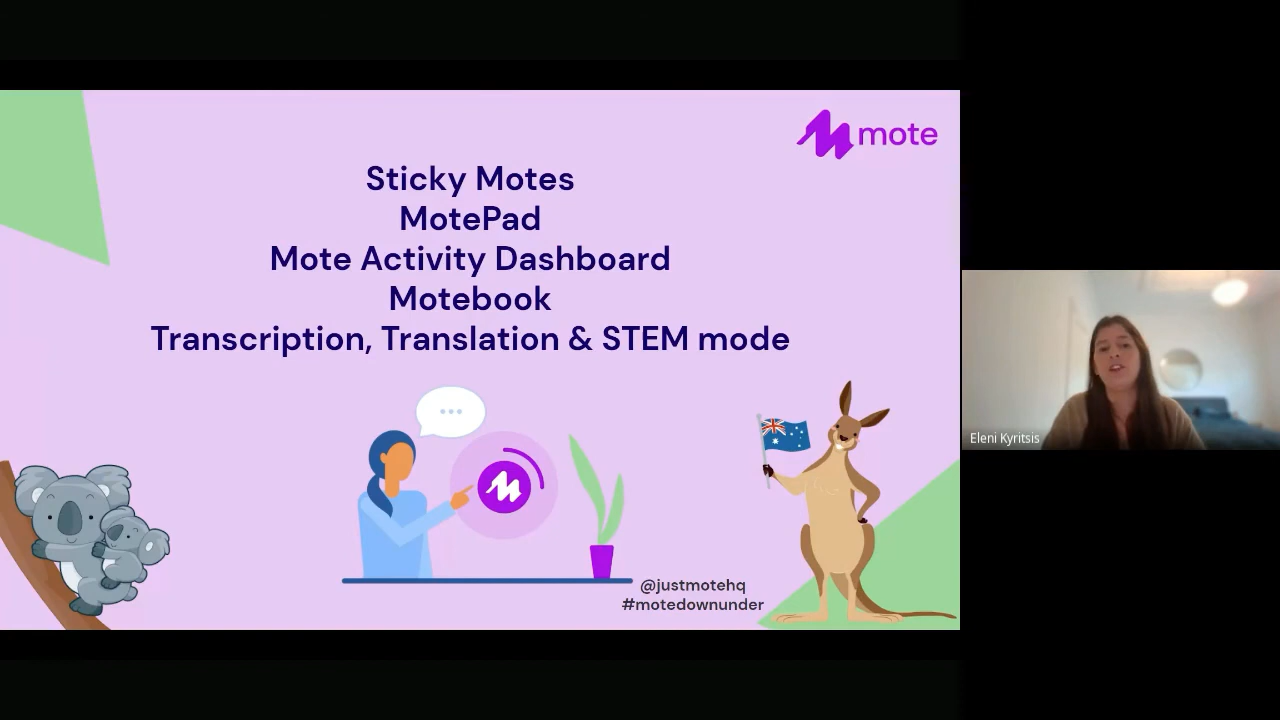 mote
Sticky Motes
MotePad
Mote Activity Dashboard
Motebook
Transcription, Translation & STEM mode
@justmotehq
#motedownunder
Eleni Kyritsis